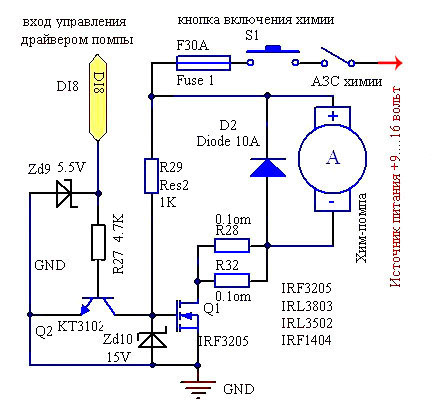 вход управления
драйвером помпы
кнопка включения химии
S1
F30A
Fuse 1
АЗС химии
DI8
DI8
D2
Diode 10A
Zd9
5.5V
R29
Res2
1K
+
A
-
Хим-помпа
Источник питания +9....16 вольт
R27 4.7K
0.1om
R28
R32
0.1om
GND
Q2
KT3102
Zd10
15V
Q1
IRF3205
IRF3205
IRL3803
IRL3502
IRF1404
GND